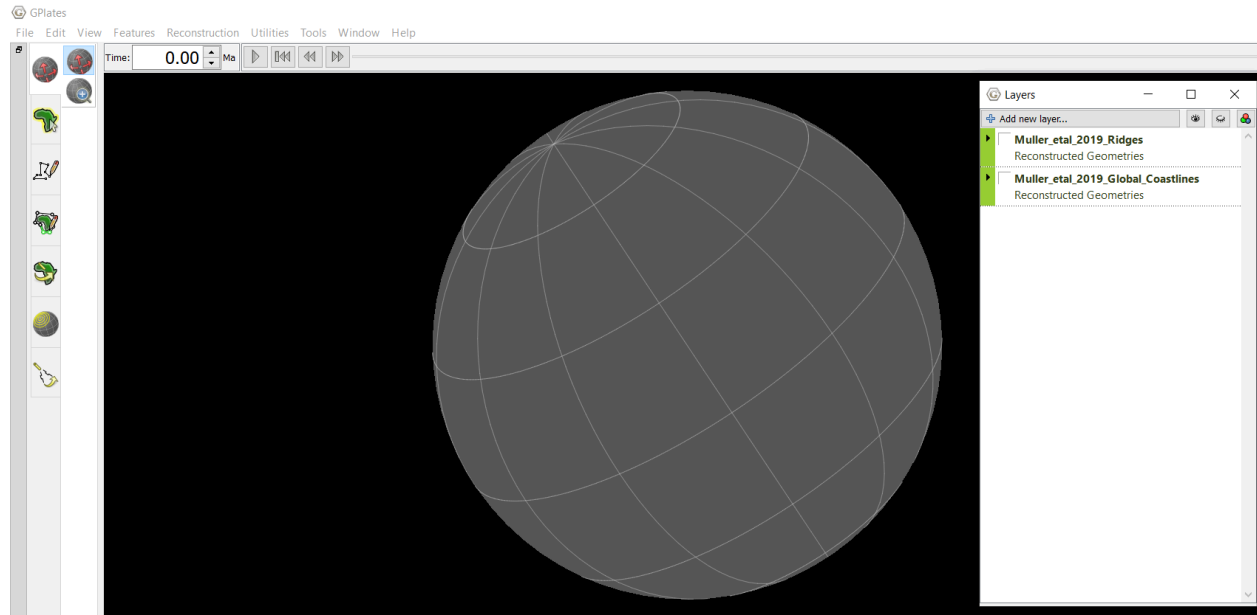 GPlates
File Edit View Features Reconstruction Utilities Tools Window Help
Time: 0.00 Ma
Layers
Add new layer...
Muller_etal_2019_Ridges
Reconstructed Geometries
Muller_etal_2019_Global_Coastlines
Reconstructed Geometries